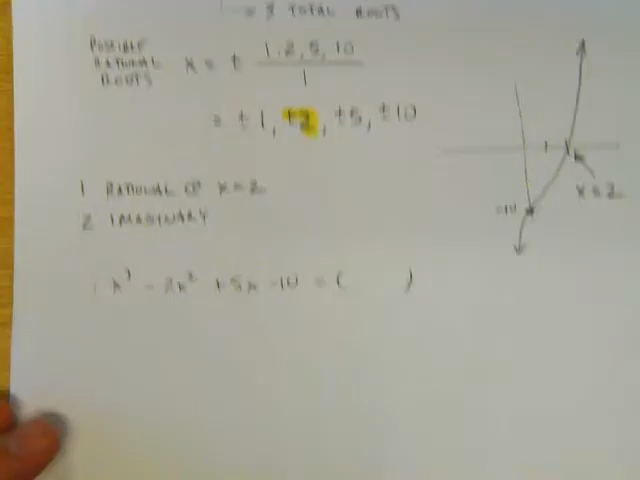 3 TOTAL ROOTS
POSSIBLE
RATIONAL
ROOTS
x = ± 1, 2, 5, 10 / 1
= ± 1, ±2, ±5, ±10
1 RATIONAL @ x = 2
2 IMAGINARY
x³ - 2x² + 5x - 10 = ( )
x = 2
-10